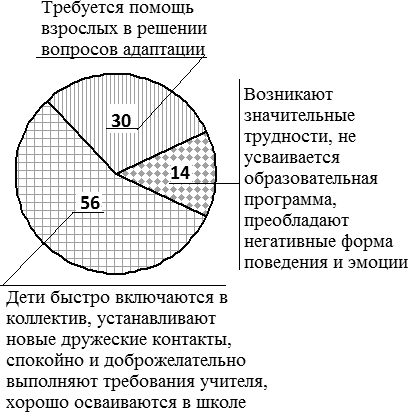 Требуется помощь
взрослых в решении
вопросов адаптации
30
Возникают
значительные
трудности, не
усваивается
образовательная
программа,
преобладают
негативные форма
поведения и эмоции
14
56
Дети быстро включаются в
коллектив, устанавливают
новые дружеские контакты,
спокойно и доброжелательно
выполняют требования учителя,
хорошо осваиваются в школе